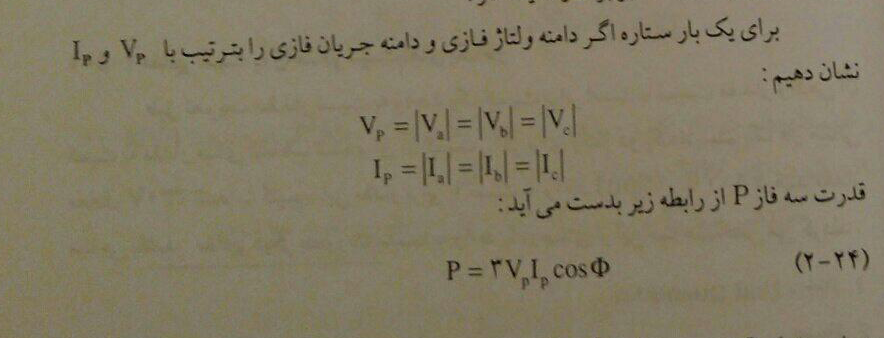 برای یک بار ستاره اگر دامنه ولتاژ فازی و دامنه جریان فازی را بترتیب با V_P و I_P
نشان دهیم :
V_P = |V_a| = |V_b| = |V_c|
I_P = |I_a| = |I_b| = |I_c|
قدرت سه فاز P از رابطه زیر بدست می آید :
P = ۳V_pI_p cosΦ (۲-۲۴)